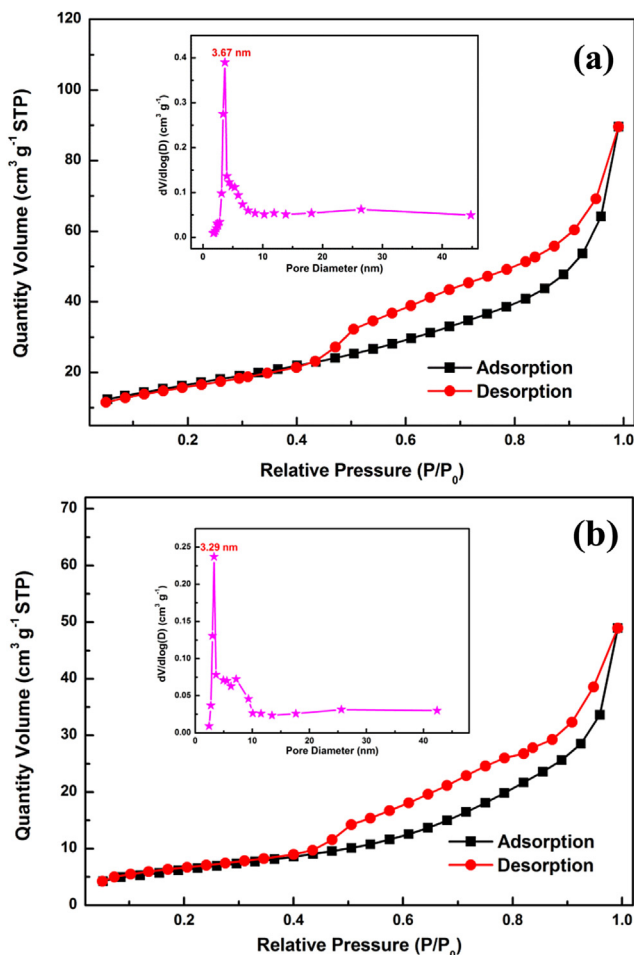 (a)
120
100
80
60
40
20
Quantity Volume (cm³ g⁻¹ STP)
0.2 0.4 0.6 0.8 1.0
Relative Pressure (P/P₀)
Adsorption
Desorption
3.67 nm
0.4
0.3
0.2
0.1
0.0
dV/dlog(D) (cm³ g⁻¹)
0 10 20 30 40
Pore Diameter (nm)
(b)
70
60
50
40
30
20
10
0
Quantity Volume (cm³ g⁻¹ STP)
0.2 0.4 0.6 0.8 1.0
Relative Pressure (P/P₀)
Adsorption
Desorption
3.29 nm
0.25
0.20
0.15
0.10
0.05
0.00
dV/dlog(D) (cm³ g⁻¹)
0 10 20 30 40
Pore Diameter (nm)